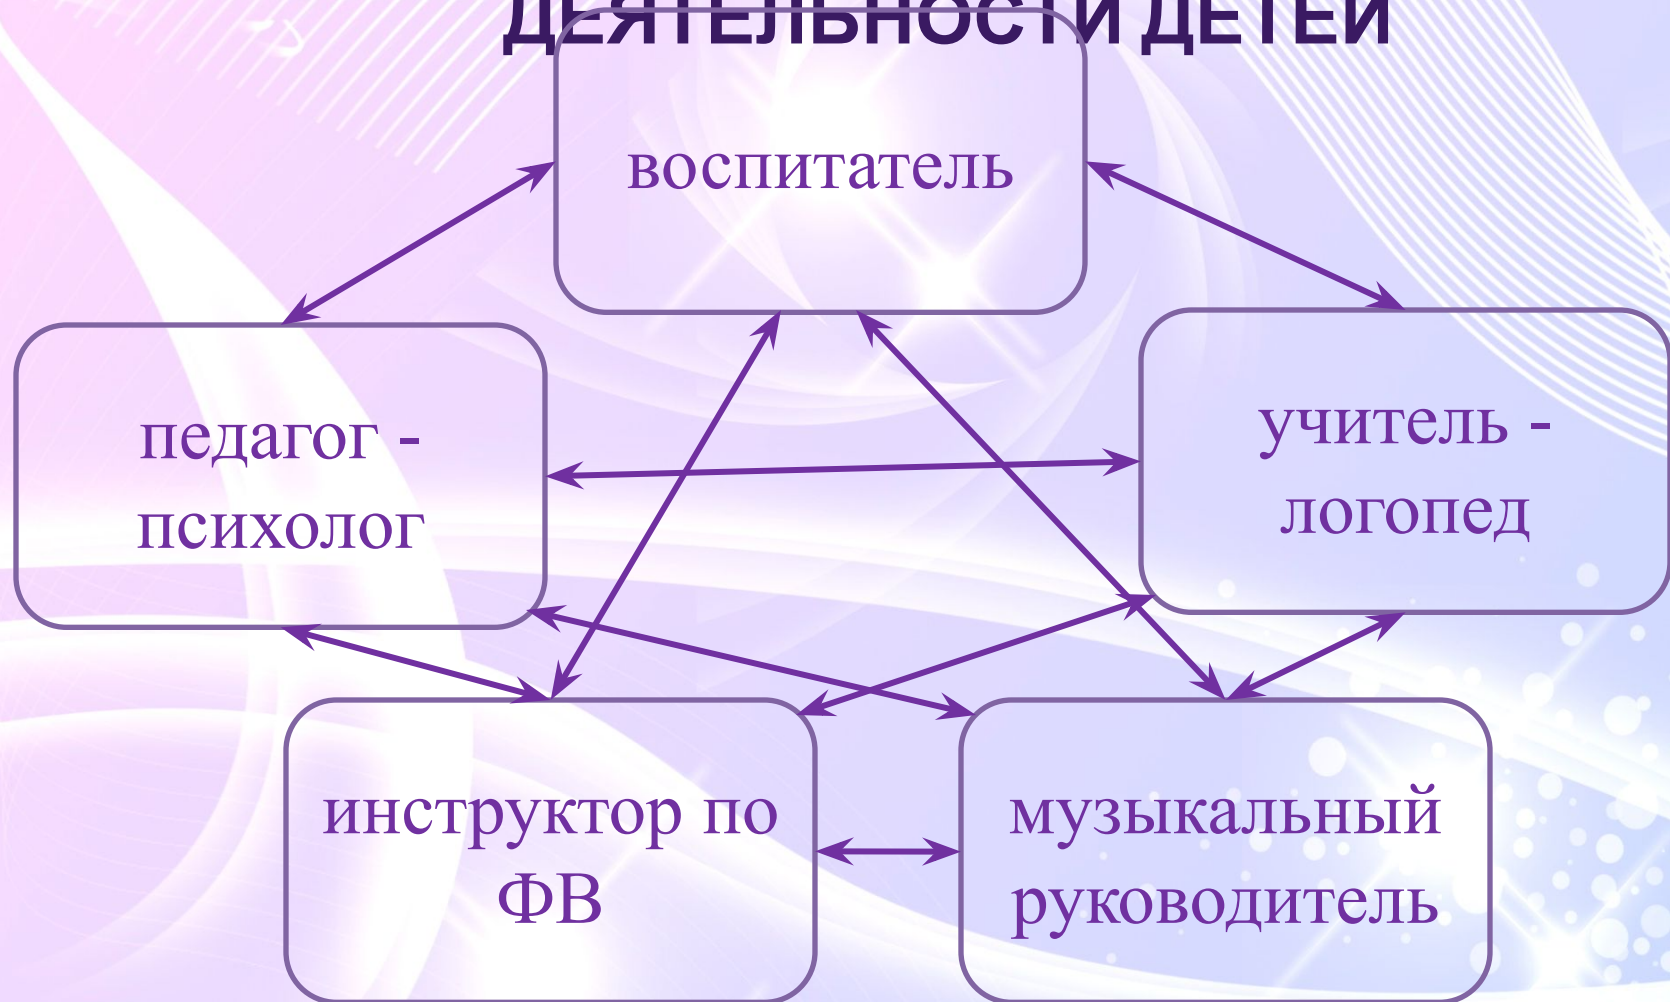 ДЕЯТЕЛЬНОСТИ ДЕТЕЙ
воспитатель
педагог -
психолог
учитель -
логопед
инструктор по
ФВ
музыкальный
руководитель